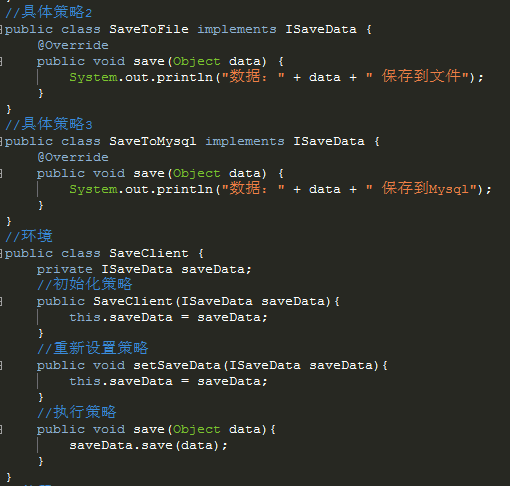 //具体策略2
public class SaveToFile implements ISaveData {
    @Override
    public void save(Object data) {
        System.out.println("数据: " + data + " 保存到文件");
    }
}
//具体策略3
public class SaveToMysql implements ISaveData {
    @Override
    public void save(Object data) {
        System.out.println("数据: " + data + " 保存到Mysql");
    }
}
//环境
public class SaveClient {
    private ISaveData saveData;
    //初始化策略
    public SaveClient(ISaveData saveData){
        this.saveData = saveData;
    }
    //重新设置策略
    public void setSaveData(ISaveData saveData){
        this.saveData = saveData;
    }
    //执行策略
    public void save(Object data){
        saveData.save(data);
    }
}